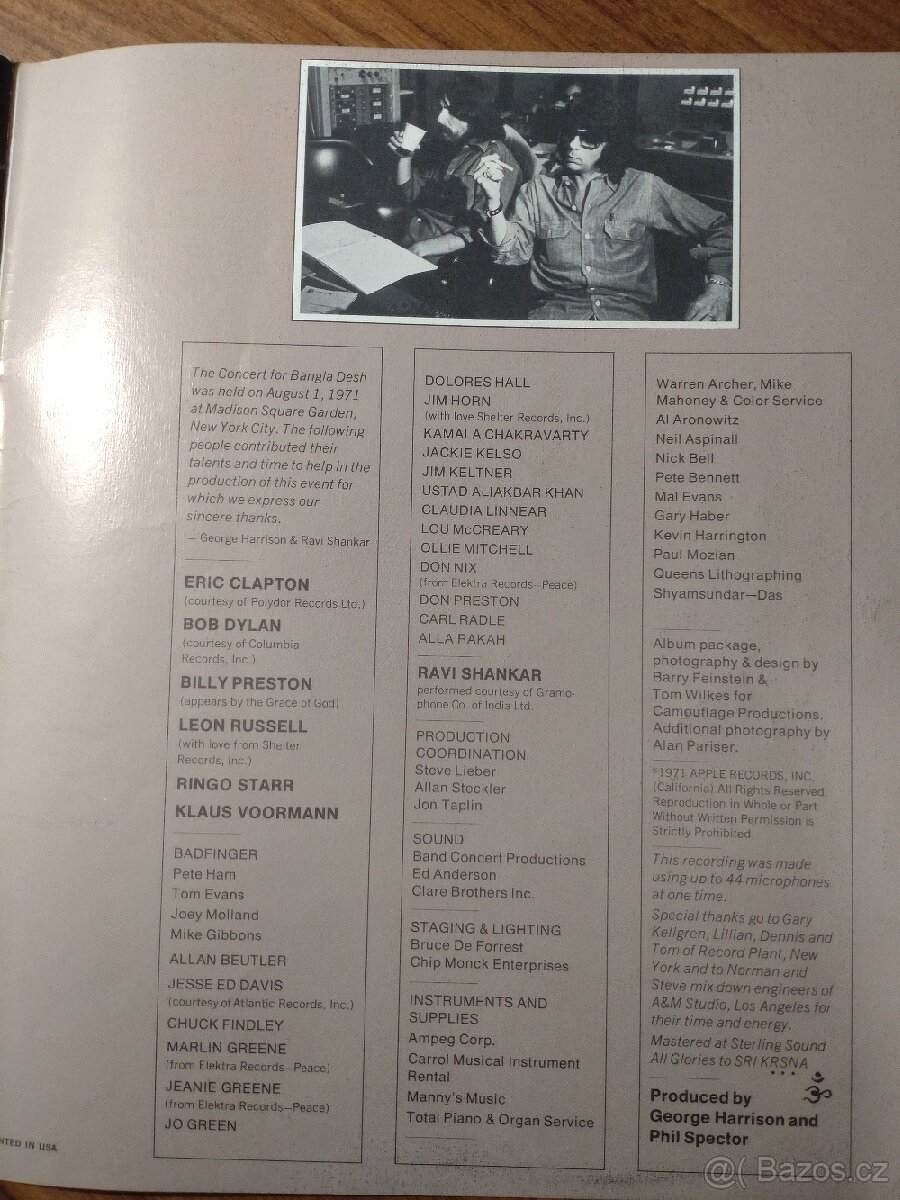 The Concert for Bangla Desh
was held on August 1, 1971
at Madison Square Garden,
New York City. The following
people contributed their
talents and time to help in the
production of this event for
which we express our
sincere thanks.
— George Harrison & Ravi Shankar
ERIC CLAPTON
(courtesy of Polydor Records Ltd.)
BOB DYLAN
(courtesy of Columbia
Records, Inc.)
BILLY PRESTON
(appears by the Grace of God)
LEON RUSSELL
(with love from Shelter
Records, Inc.)
RINGO STARR
KLAUS VOORMANN
BADFINGER
Pete Ham
Tom Evans
Joey Molland
Mike Gibbons
ALLAN BEUTLER
JESSE ED DAVIS
(courtesy of Atlantic Records, Inc.)
CHUCK FINDLEY
MARLIN GREENE
(from Elektra Records—Peace)
JEANIE GREENE
(from Elektra Records—Peace)
JO GREEN
DOLORES HALL
JIM HORN
(with love Shelter Records, Inc.)
KAMALA CHAKRAVARTY
JACKIE KELSO
JIM KELTNER
USTAD ALIAKBAR KHAN
CLAUDIA LINNEAR
LOU McCREARY
OLLIE MITCHELL
DON NIX
(from Elektra Records—Peace)
DON PRESTON
CARL RADLE
ALLA RAKAH
RAVI SHANKAR
performed courtesy of Gramo-
phone Co. of India Ltd.
PRODUCTION
COORDINATION
Steve Lieber
Allan Steckler
Jon Taplin
SOUND
Band Concert Productions
Ed Anderson
Clare Brothers Inc.
STAGING & LIGHTING
Bruce De Forrest
Chip Monck Enterprises
INSTRUMENTS AND
SUPPLIES
Ampeg Corp.
Carrol Musical Instrument
Rental
Manny's Music
Total Piano & Organ Service
Warren Archer, Mike
Mahoney & Color Service
Al Aronowitz
Neil Aspinall
Nick Bell
Pete Bennett
Mal Evans
Gary Haber
Kevin Harrington
Paul Mozian
Queens Lithographing
Shyamsundar—Das
Album package,
photography & design by
Barry Feinstein &
Tom Wilkes for
Camouflage Productions.
Additional photography by
Alan Pariser.
©1971 APPLE RECORDS, INC.
(California) All Rights Reserved.
Reproduction in Whole or Part
Without Written Permission is
Strictly Prohibited.
This recording was made
using up to 44 microphones
at one time.
Special thanks go to Gary
Kellgren, Lillian, Dennis and
Tom of Record Plant, New
York and to Norman and
Steve mix down engineers of
A&M Studio, Los Angeles for
their time and energy.
Mastered at Sterling Sound
All Glories to SRI KRSNA
ॐ
Produced by
George Harrison and
Phil Spector
NTED IN USA
@( Bazos.cz